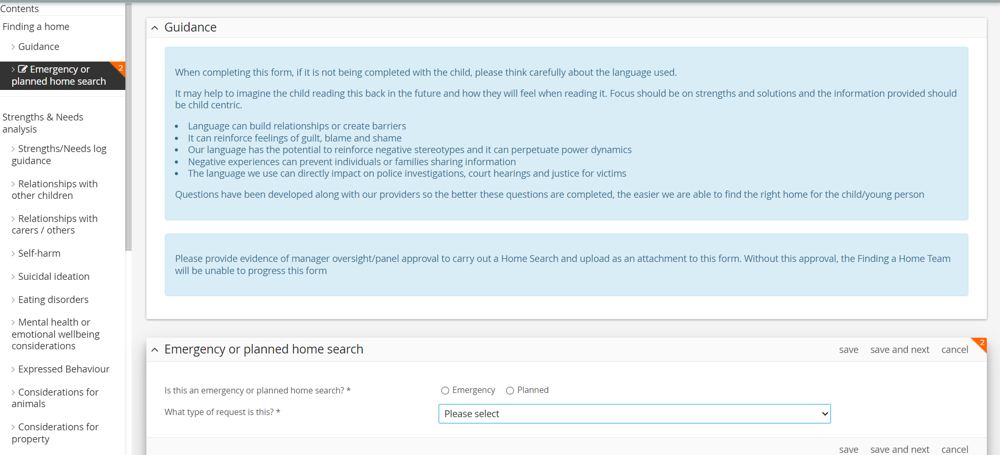 Contents
Finding a home
Guidance
Emergency or
planned home search
2
Strengths & Needs
analysis
Strengths/Needs log
guidance
Relationships with
other children
Relationships with
carers / others
Self-harm
Suicidal ideation
Eating disorders
Mental health or
emotional wellbeing
considerations
Expressed Behaviour
Considerations for
animals
Considerations for
property
Guidance
When completing this form, if it is not being completed with the child, please think carefully about the language used.
It may help to imagine the child reading this back in the future and how they will feel when reading it. Focus should be on strengths and solutions and the information provided should
be child centric.
• Language can build relationships or create barriers
• It can reinforce feelings of guilt, blame and shame
• Our language has the potential to reinforce negative stereotypes and it can perpetuate power dynamics
• Negative experiences can prevent individuals or families sharing information
• The language we use can directly impact on police investigations, court hearings and justice for victims
Questions have been developed along with our providers so the better these questions are completed, the easier we are able to find the right home for the child/young person
Please provide evidence of manager oversight/panel approval to carry out a Home Search and upload as an attachment to this form. Without this approval, the Finding a Home Team
will be unable to progress this form
Emergency or planned home search save save and next cancel 2
Is this an emergency or planned home search? * Emergency Planned
What type of request is this? * Please select
save save and next cancel